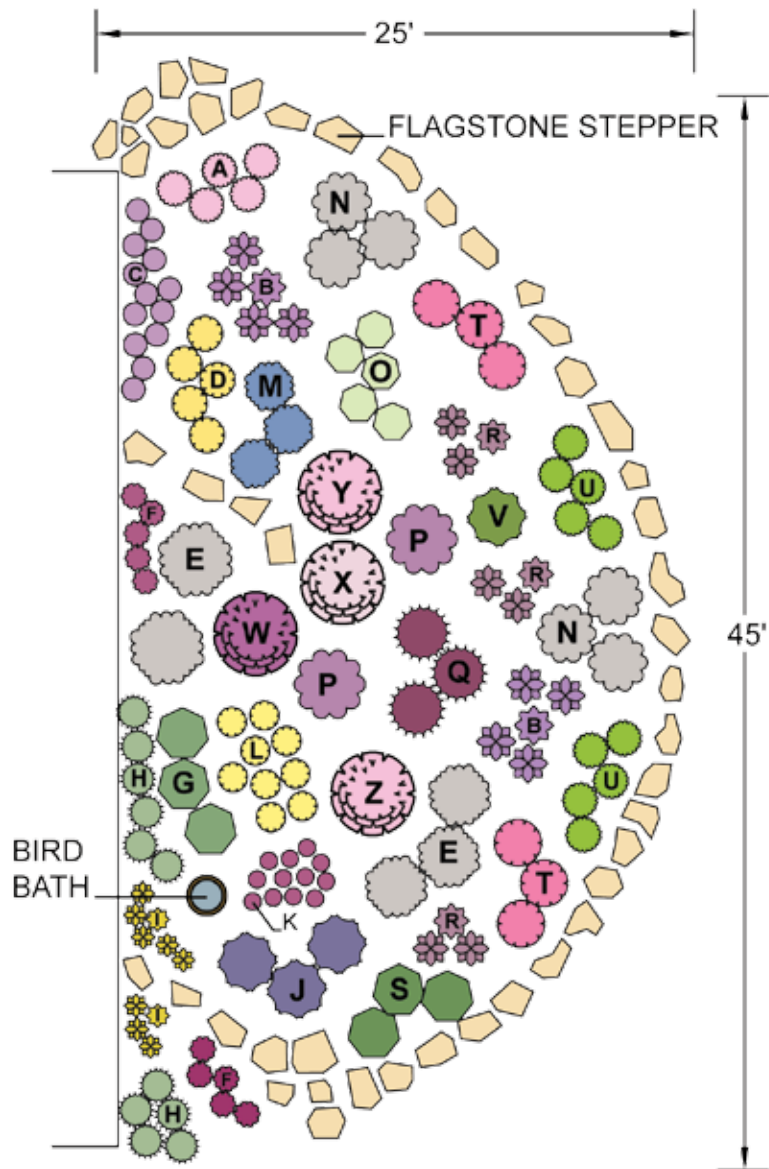 25'
FLAGSTONE STEPPER
A
N
C
B
T
D
M
O
R
Y
U
F
P
V
E
X
R
W
N
P
Q
B
L
H
G
Z
U
45'
E
T
BIRD
BATH
I
K
R
J
S
I
F
H